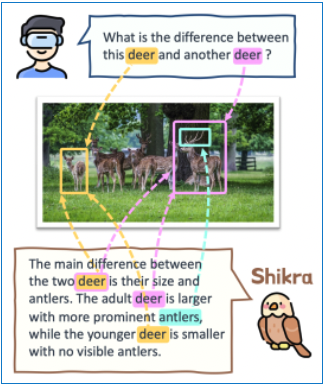 What is the difference between
this deer and another deer ?
The main difference between
the two deer is their size and
antlers. The adult deer is larger
with more prominent antlers,
while the younger deer is smaller
with no visible antlers.
Shikra